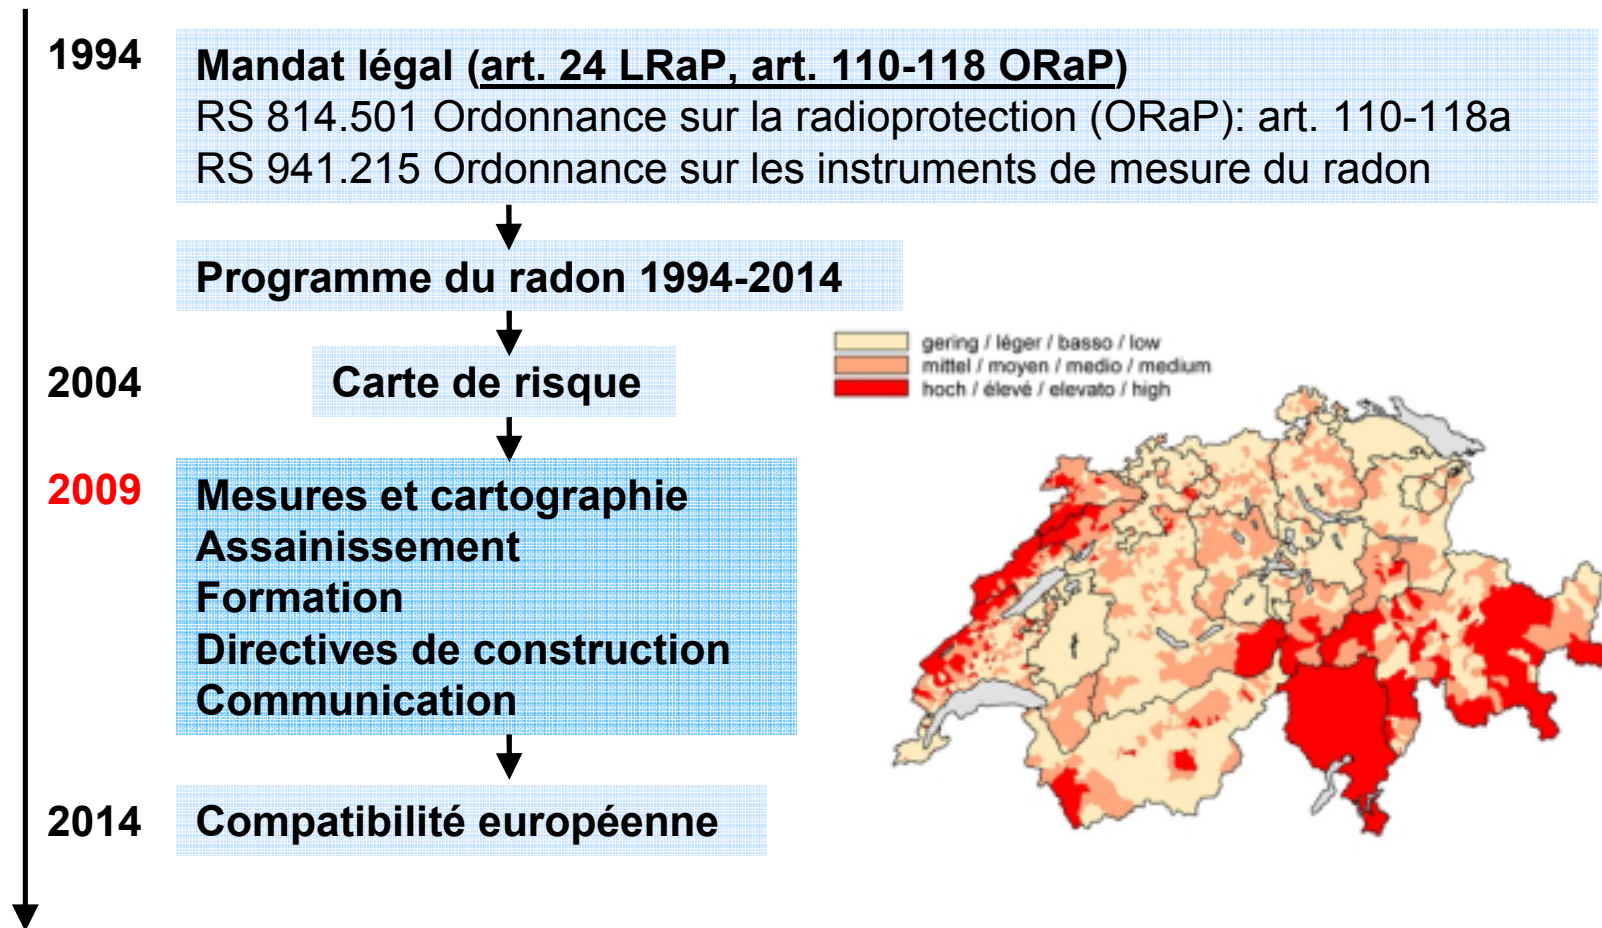 1994
Mandat légal (art. 24 LRaP, art. 110-118 ORaP)
RS 814.501 Ordonnance sur la radioprotection (ORaP): art. 110-118a
RS 941.215 Ordonnance sur les instruments de mesure du radon
Programme du radon 1994-2014
2004
Carte de risque
gering / léger / basso / low
mittel / moyen / medio / medium
hoch / élevé / elevato / high
2009
Mesures et cartographie
Assainissement
Formation
Directives de construction
Communication
2014
Compatibilité européenne